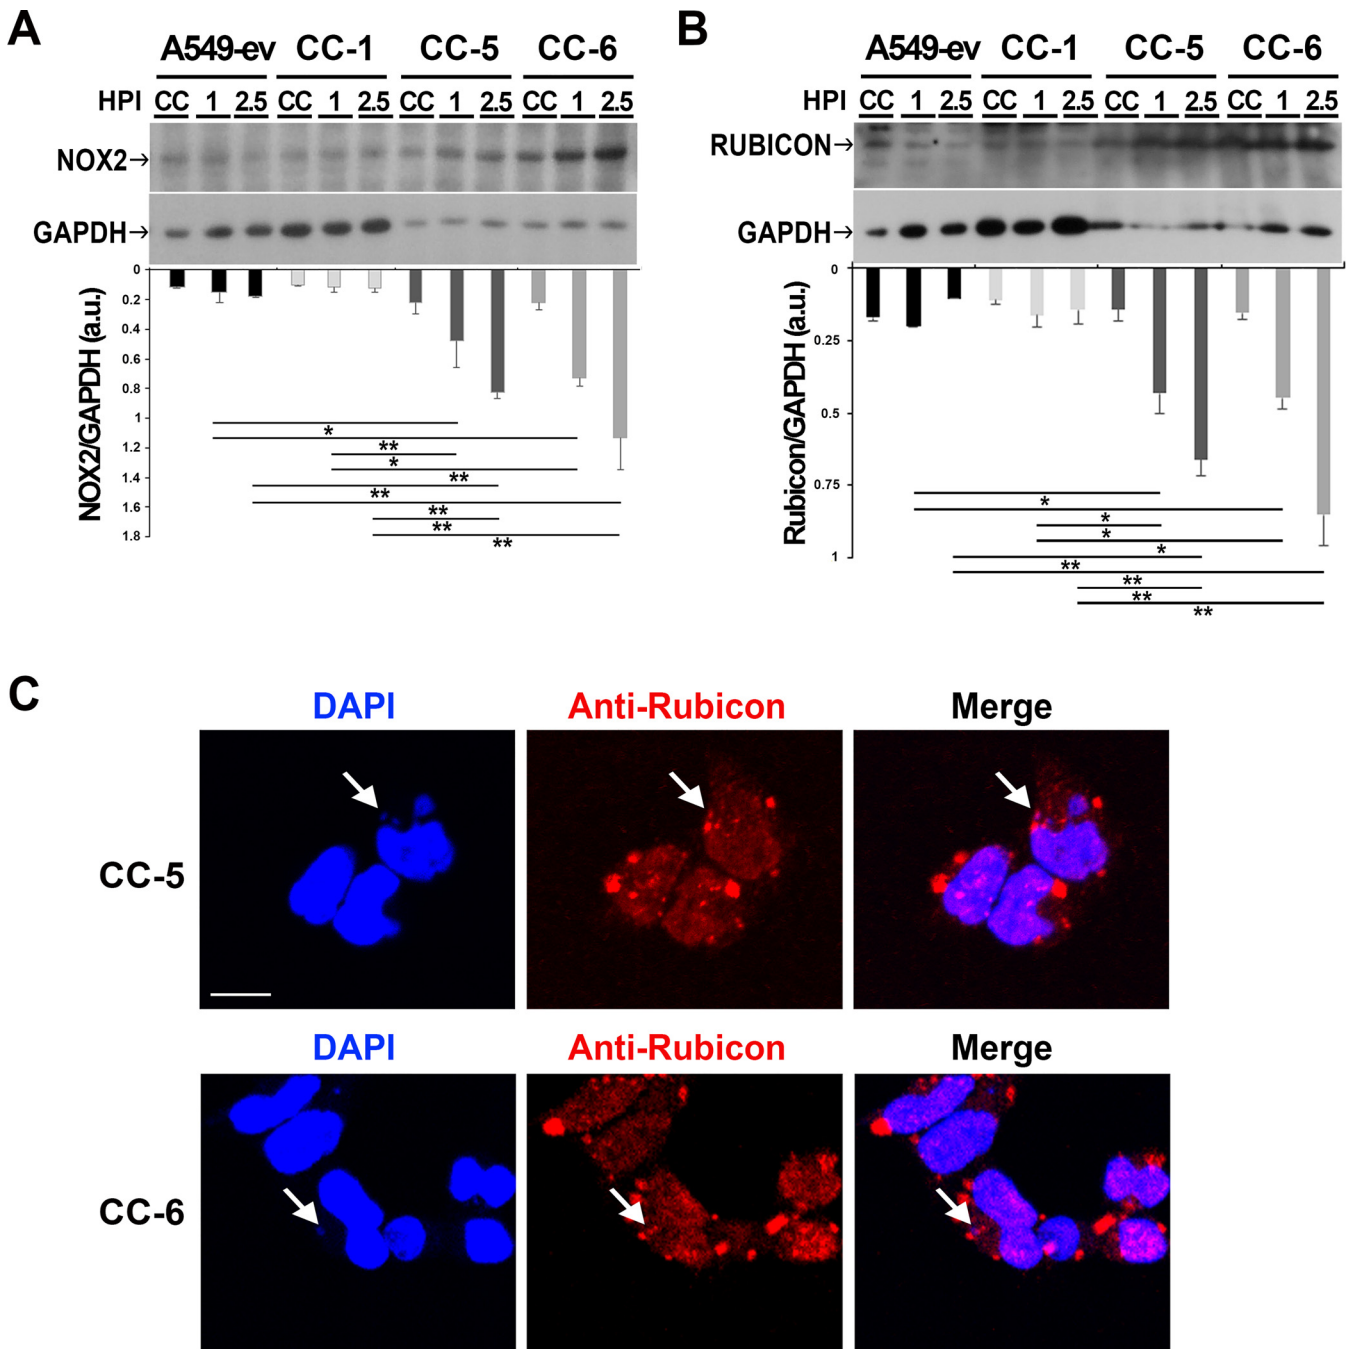 A
A549-ev CC-1 CC-5 CC-6
HPI CC 1 2.5 CC 1 2.5 CC 1 2.5 CC 1 2.5
NOX2→
GAPDH→
NOX2/GAPDH (a.u.)
0
0.2
0.4
0.6
0.8
1
1.2
1.4
1.6
1.8
*
**
*
**
**
**
**
**
B
A549-ev CC-1 CC-5 CC-6
HPI CC 1 2.5 CC 1 2.5 CC 1 2.5 CC 1 2.5
RUBICON→
GAPDH→
Rubicon/GAPDH (a.u.)
0
0.25
0.5
0.75
1
*
*
*
*
**
**
**
**
C
DAPI Anti-Rubicon Merge
CC-5
DAPI Anti-Rubicon Merge
CC-6